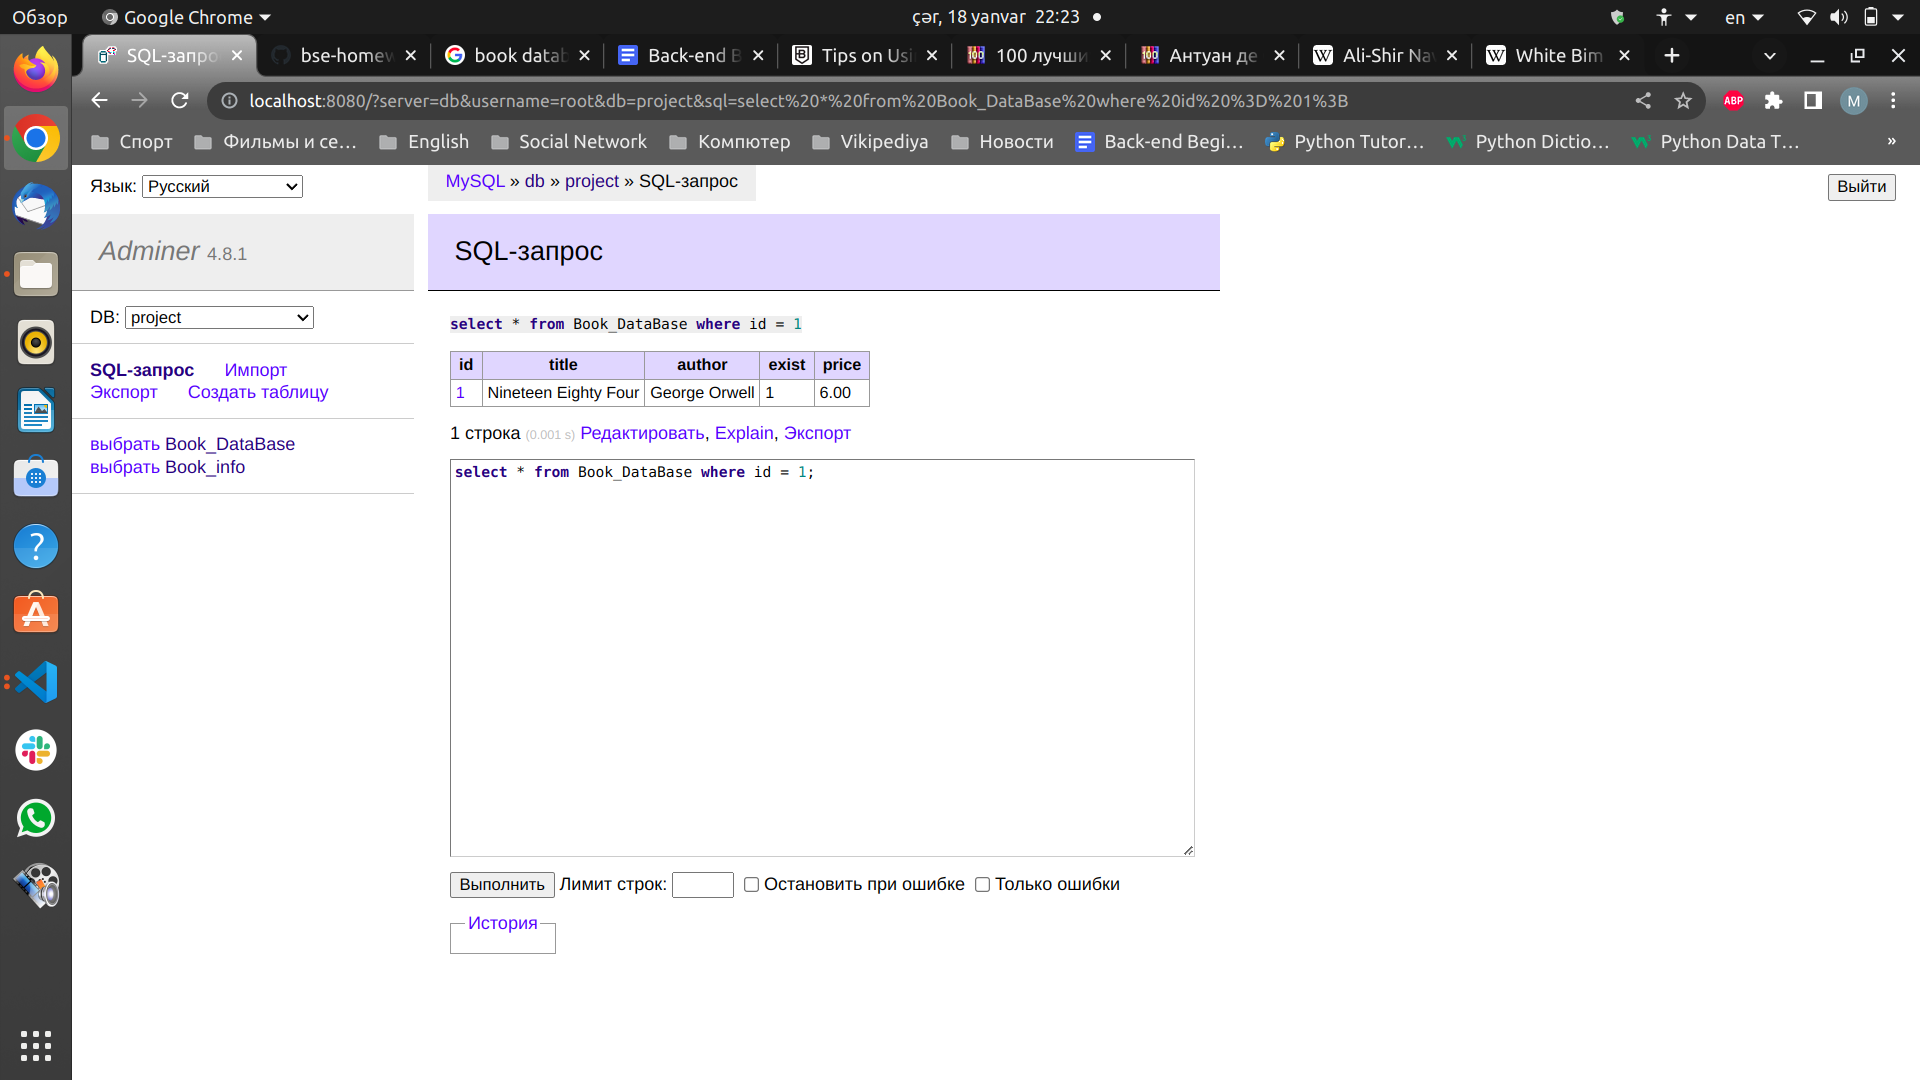 Обзор Google Chrome çər, 18 yanvar 22:23 en
SQL-запро bse-homew book datab Back-end B Tips on Usi 100 лучши Антуан де Ali-Shir Na White Bim
localhost:8080/?server=db&username=root&db=project&sql=select%20*%20from%20Book_DataBase%20where%20id%20%3D%201%3B ABP M
Спорт Фильмы и се... English Social Network Компютер Vikipediya Новости Back-end Begi... Python Tutor... Python Dictio... Python Data T... »
Язык: Русский MySQL » db » project » SQL-запрос Выйти
Adminer 4.8.1 SQL-запрос
DB: project
SQL-запрос Импорт
Экспорт Создать таблицу
выбрать Book_DataBase
выбрать Book_info
select * from Book_DataBase where id = 1
id title author exist price
1 Nineteen Eighty Four George Orwell 1 6.00
1 строка (0.001 s) Редактировать, Explain, Экспорт
select * from Book_DataBase where id = 1;
Выполнить Лимит строк: Остановить при ошибке Только ошибки
История